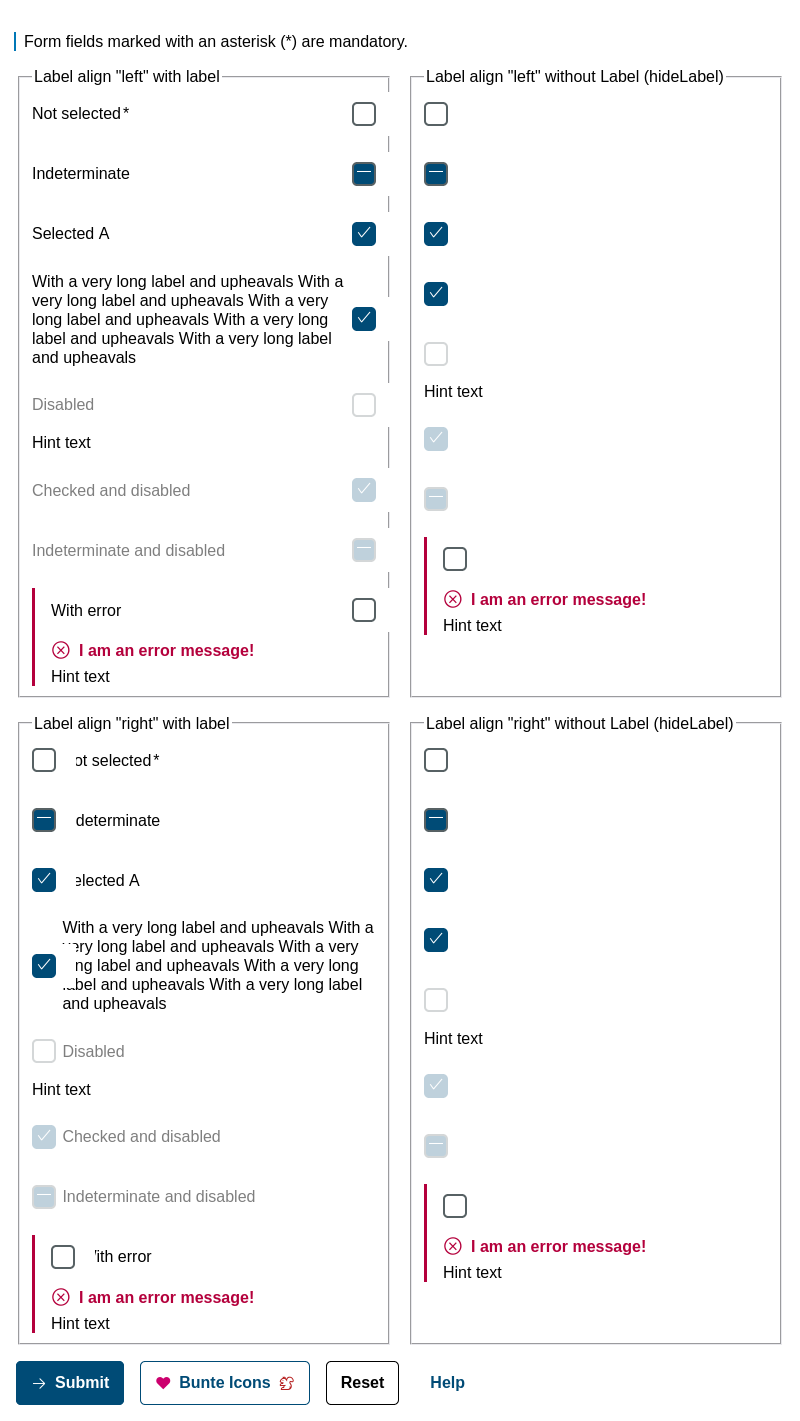 Form fields marked with an asterisk (*) are mandatory.
Label align "left" with label
Not selected*
Indeterminate
Selected A
With a very long label and upheavals With a
very long label and upheavals With a very
long label and upheavals With a very long
label and upheavals With a very long label
and upheavals
Disabled
Hint text
Checked and disabled
Indeterminate and disabled
With error
I am an error message!
Hint text
Label align "left" without Label (hideLabel)
Hint text
I am an error message!
Hint text
Label align "right" with label
ot selected*
determinate
elected A
With a very long label and upheavals With a
very long label and upheavals With a very
ng label and upheavals With a very long
label and upheavals With a very long label
and upheavals
Disabled
Hint text
Checked and disabled
Indeterminate and disabled
ith error
I am an error message!
Hint text
Label align "right" without Label (hideLabel)
Hint text
I am an error message!
Hint text
Submit
Bunte Icons
Reset
Help